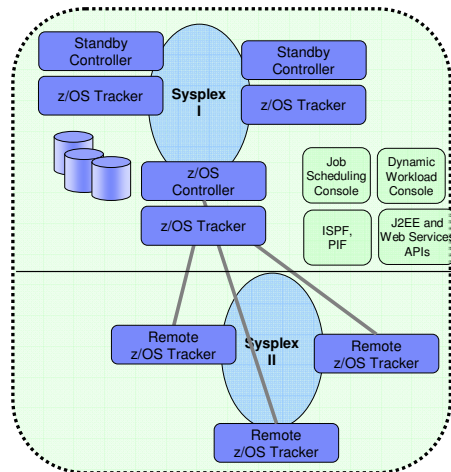 Standby
Controller
z/OS Tracker
Sysplex
I
Standby
Controller
z/OS Tracker
z/OS
Controller
z/OS Tracker
Job
Scheduling
Console
Dynamic
Workload
Console
ISPF,
PIF
J2EE and
Web Services
APIs
Remote
z/OS Tracker
Sysplex
II
Remote
z/OS Tracker
Remote
z/OS Tracker